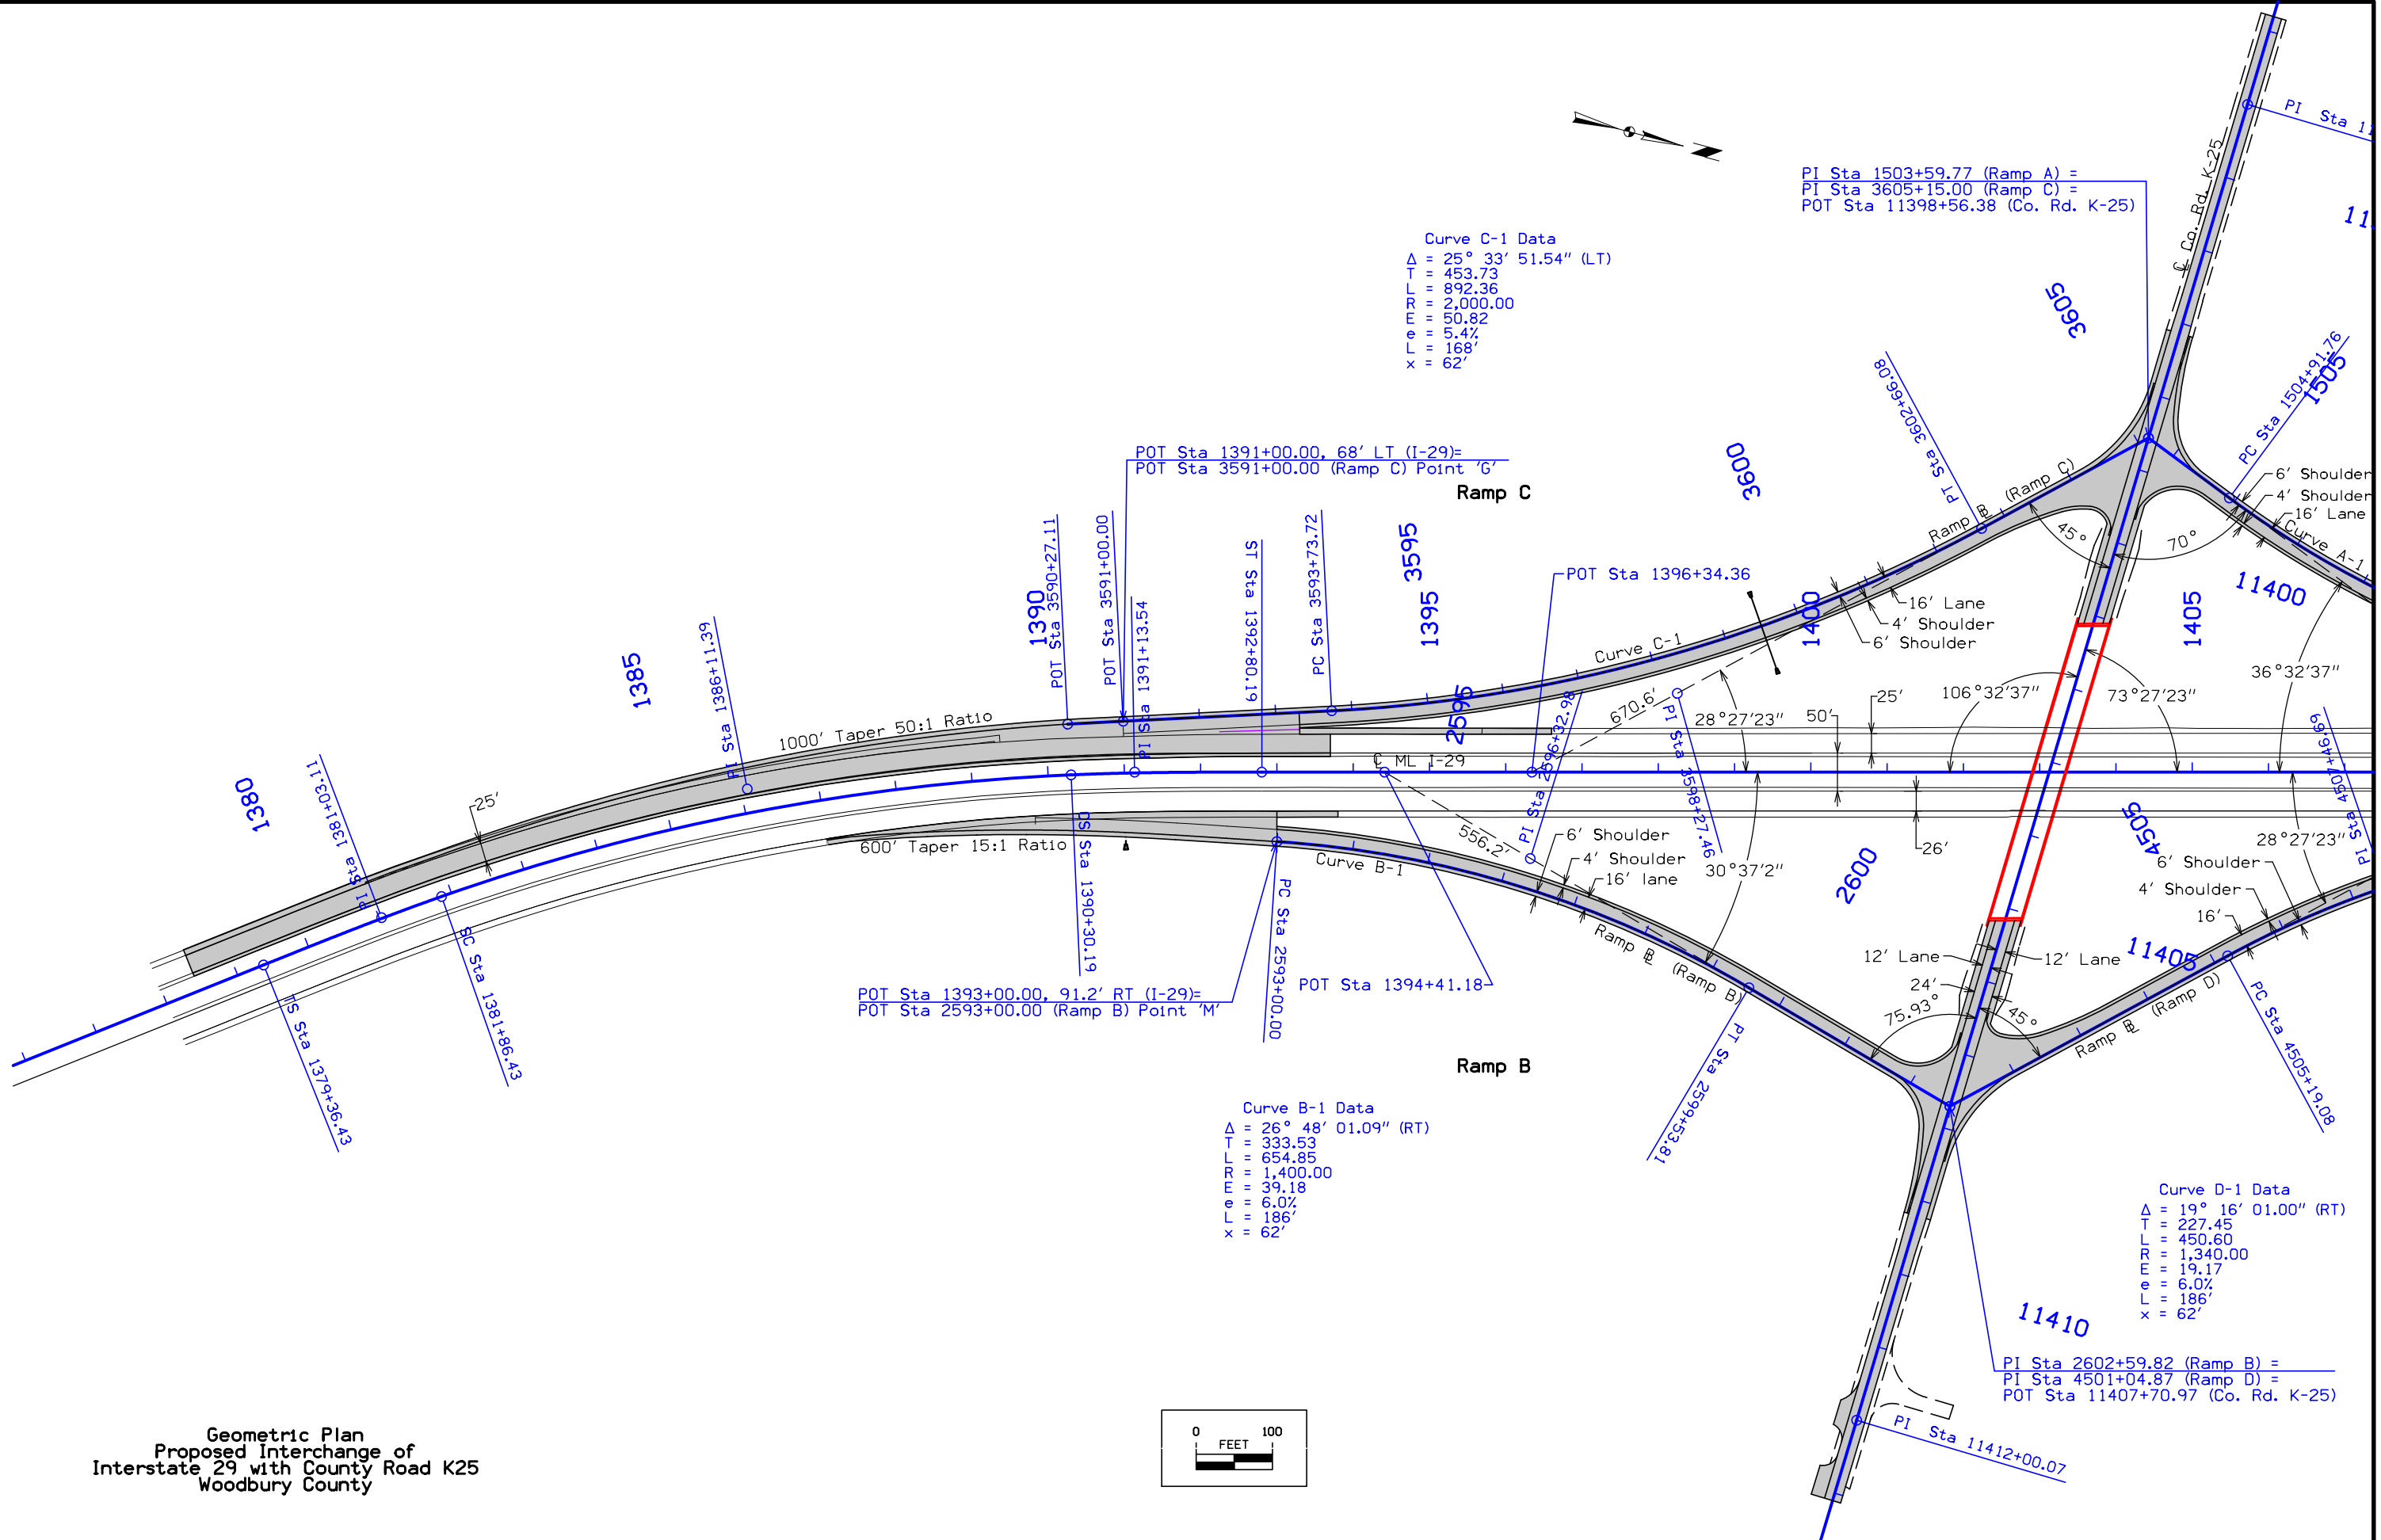 PI Sta 11
PI Sta 1503+59.77 (Ramp A) =
PI Sta 3605+15.00 (Ramp C) =
POT Sta 11398+56.38 (Co. Rd. K-25)
℄ Co. Rd. K-25
11
Curve C-1 Data
Δ = 25° 33' 51.54" (LT)
T = 453.73
L = 892.36
R = 2,000.00
E = 50.82
e = 5.4%
L = 168'
x = 62'
3605
PT Sta 3602+66.08
PC Sta 1504+91.76
1505
POT Sta 1391+00.00, 68' LT (I-29)=
POT Sta 3591+00.00 (Ramp C) Point 'G'
Ramp C
3600
6' Shoulder
4' Shoulder
16' Lane
Curve A-1
Ramp ℄ (Ramp C)
45°
70°
11400
1390
POT Sta 3590+27.11
POT Sta 3591+00.00
PI Sta 1391+13.54
ST Sta 1392+80.19
PC Sta 3593+73.72
3595
1395
POT Sta 1396+34.36
16' Lane
4' Shoulder
6' Shoulder
1400
1405
1385
PI Sta 1386+11.39
1000' Taper 50:1 Ratio
Curve C-1
2595
670.6'
28°27'23"
PI Sta 3598+27.46
PI Sta 2596+32.98
25'
50'
106°32'37"
73°27'23"
36°32'37"
PI Sta 4507+46.69
1380
PI Sta 1381+03.11
25'
℄ ML I-29
600' Taper 15:1 Ratio
CS Sta 1390+30.19
Curve B-1
556.2'
6' Shoulder
4' Shoulder
16' lane
30°37'2"
26'
2600
4505
28°27'23"
6' Shoulder
4' Shoulder
16'
TS Sta 1379+36.43
SC Sta 1381+86.43
PC Sta 2593+00.00
POT Sta 1393+00.00, 91.2' RT (I-29)=
POT Sta 2593+00.00 (Ramp B) Point 'M'
POT Sta 1394+41.18
Ramp ℄ (Ramp B)
PT Sta 2599+53.81
12' Lane
12' Lane
24'
75.93°
45°
11405
Ramp ℄ (Ramp D)
PC Sta 4505+19.08
Ramp B
Curve B-1 Data
Δ = 26° 48' 01.09" (RT)
T = 333.53
L = 654.85
R = 1,400.00
E = 39.18
e = 6.0%
L = 186'
x = 62'
Curve D-1 Data
Δ = 19° 16' 01.00" (RT)
T = 227.45
L = 450.60
R = 1,340.00
E = 19.17
e = 6.0%
L = 186'
x = 62'
11410
PI Sta 2602+59.82 (Ramp B) =
PI Sta 4501+04.87 (Ramp D) =
POT Sta 11407+70.97 (Co. Rd. K-25)
PI Sta 11412+00.07
0 100
FEET
Geometric Plan
Proposed Interchange of
Interstate 29 with County Road K25
Woodbury County